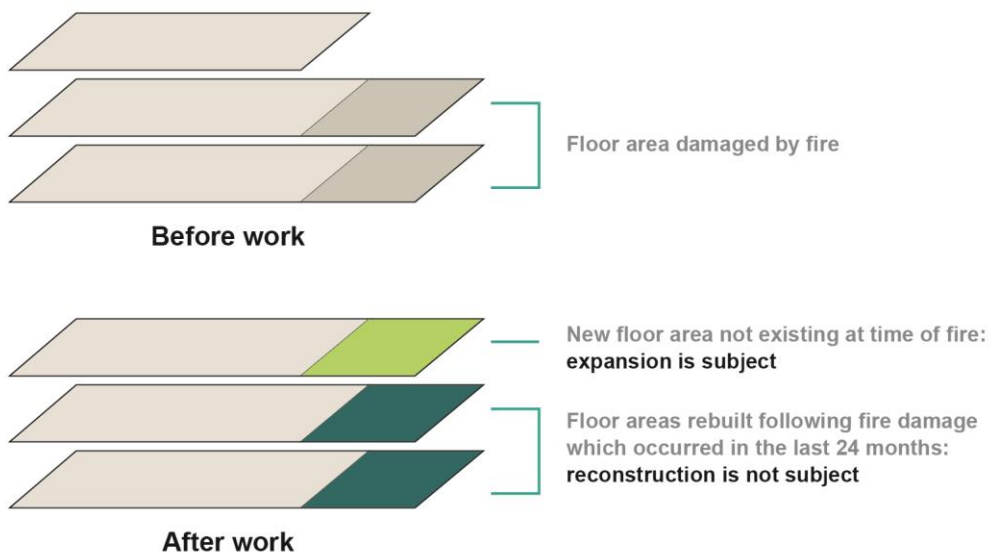 Floor area damaged by fire
Before work
New floor area not existing at time of fire:
expansion is subject
Floor areas rebuilt following fire damage
which occurred in the last 24 months:
reconstruction is not subject
After work